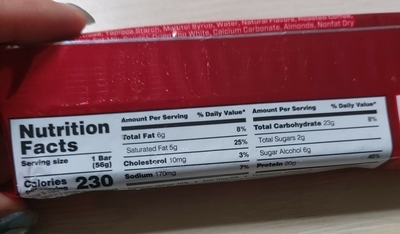 Tapioca Starch, Maltitol Syrup, Water, Natural Flavors,
White, Calcium Carbonate, Almonds, Nonfat Dry
Nutrition
Facts
Serving size 1 Bar
(56g)
Calories 230
Amount Per Serving % Daily Value*
Total Fat 6g 8%
Saturated Fat 5g 25%
Cholesterol 10mg 3%
Sodium 170mg 7%
Amount Per Serving % Daily Value*
Total Carbohydrate 23g 8%
Total Sugars 2g
Sugar Alcohol 6g
Protein 20g 40%